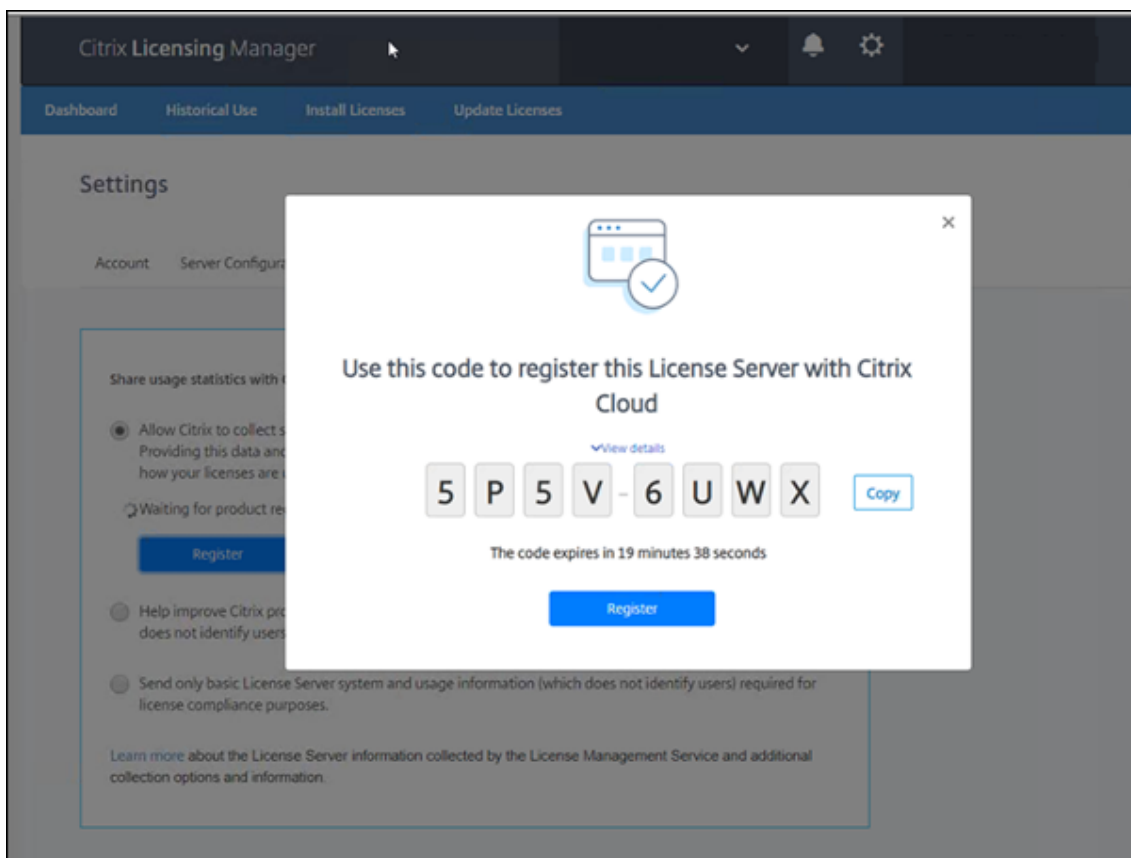 Citrix Licensing Manager
Dashboard Historical Use Install Licenses Update Licenses
Settings
Account Server
Share usage statistics with
Allow Citrix to collect
Providing this data and
how your licenses are
Waiting for product
Register
Help improve Citrix
does not identify users
Send only basic License Server system and usage information (which does not identify users) required for
license compliance purposes.
Learn more about the License Server information collected by the License Management Service and additional
collection options and information.
×
Use this code to register this License Server with Citrix
Cloud
View details
5 P 5 V - 6 U W X Copy
The code expires in 19 minutes 38 seconds
Register